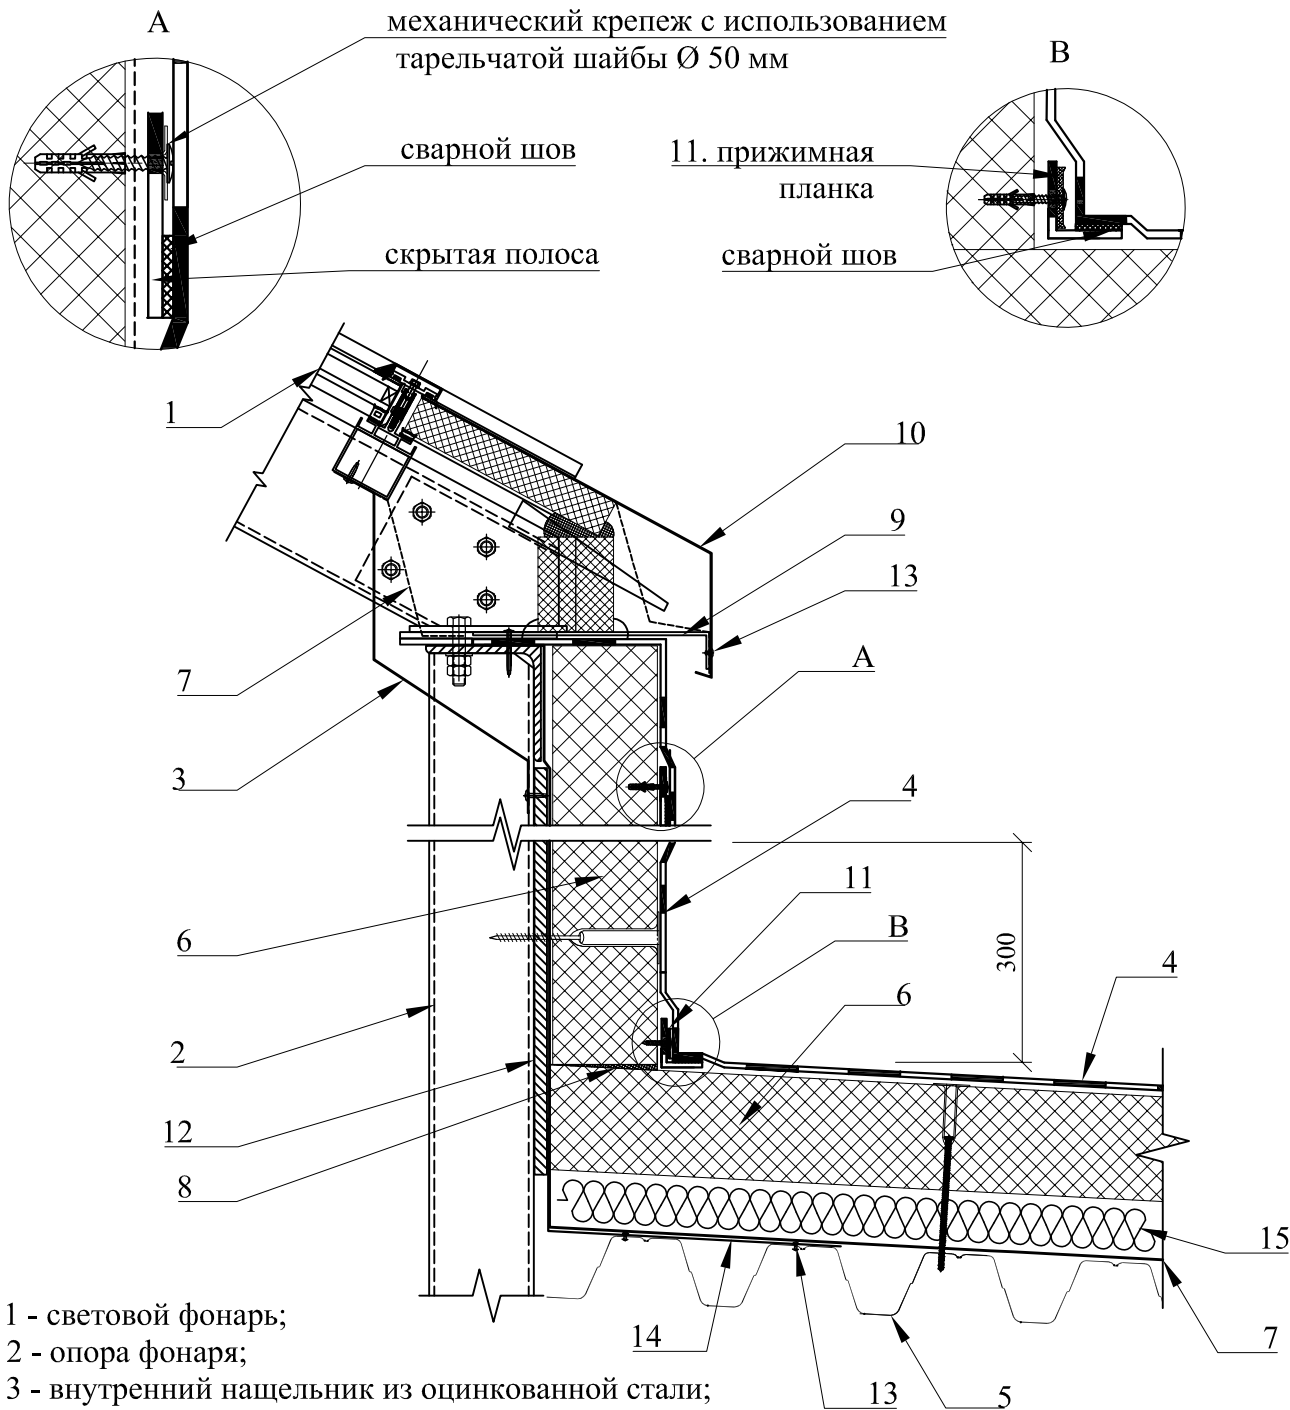 А
механический крепеж с использованием
тарельчатой шайбы Ø 50 мм
сварной шов
скрытая полоса
В
11. прижимная
планка
сварной шов
1
10
9
13
7
А
3
4
11
6
В
300
4
6
2
4
12
6
8
15
14
7
13
5
1 - световой фонарь;
2 - опора фонаря;
3 - внутренний нащельник из оцинкованной стали;